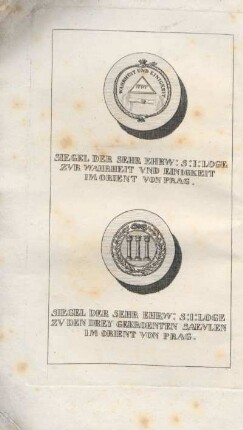 WAHRHEIT UND EINIGKEIT
SIEGEL DER SEHR EHRW: S: I: LOGE
ZVR WAHRHEIT VND EINIGKEIT
IM ORIENT VON PRAG.
SIEGEL DER SEHR EHRW: S: I: LOGE
ZV DEN DREY GEKROENTEN SAEVLEN
IM ORIENT VON PRAG.